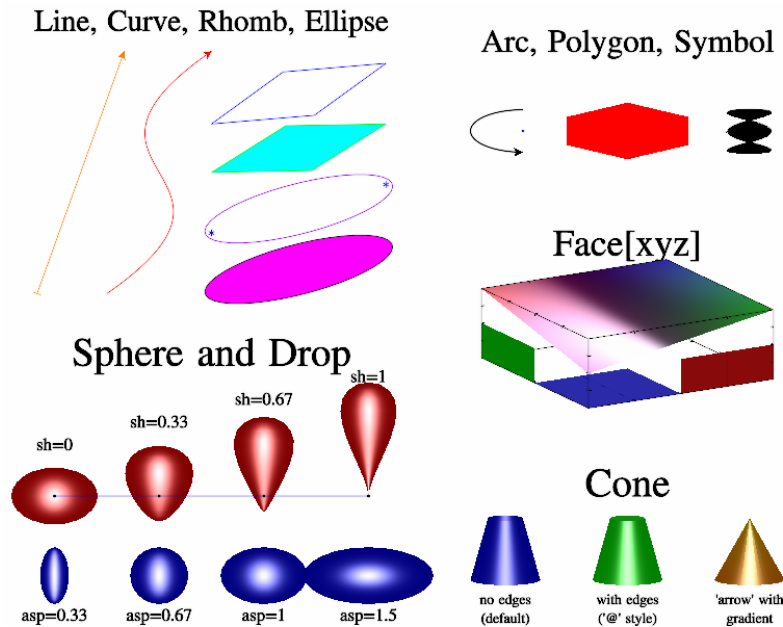 Line, Curve, Rhomb, Ellipse
Arc, Polygon, Symbol
*
*
Face[xyz]
Sphere and Drop
sh=0
sh=0.33
sh=0.67
sh=1
asp=0.33
asp=0.67
asp=1
asp=1.5
Cone
no edges
(default)
with edges
('@' style)
'arrow' with
gradient